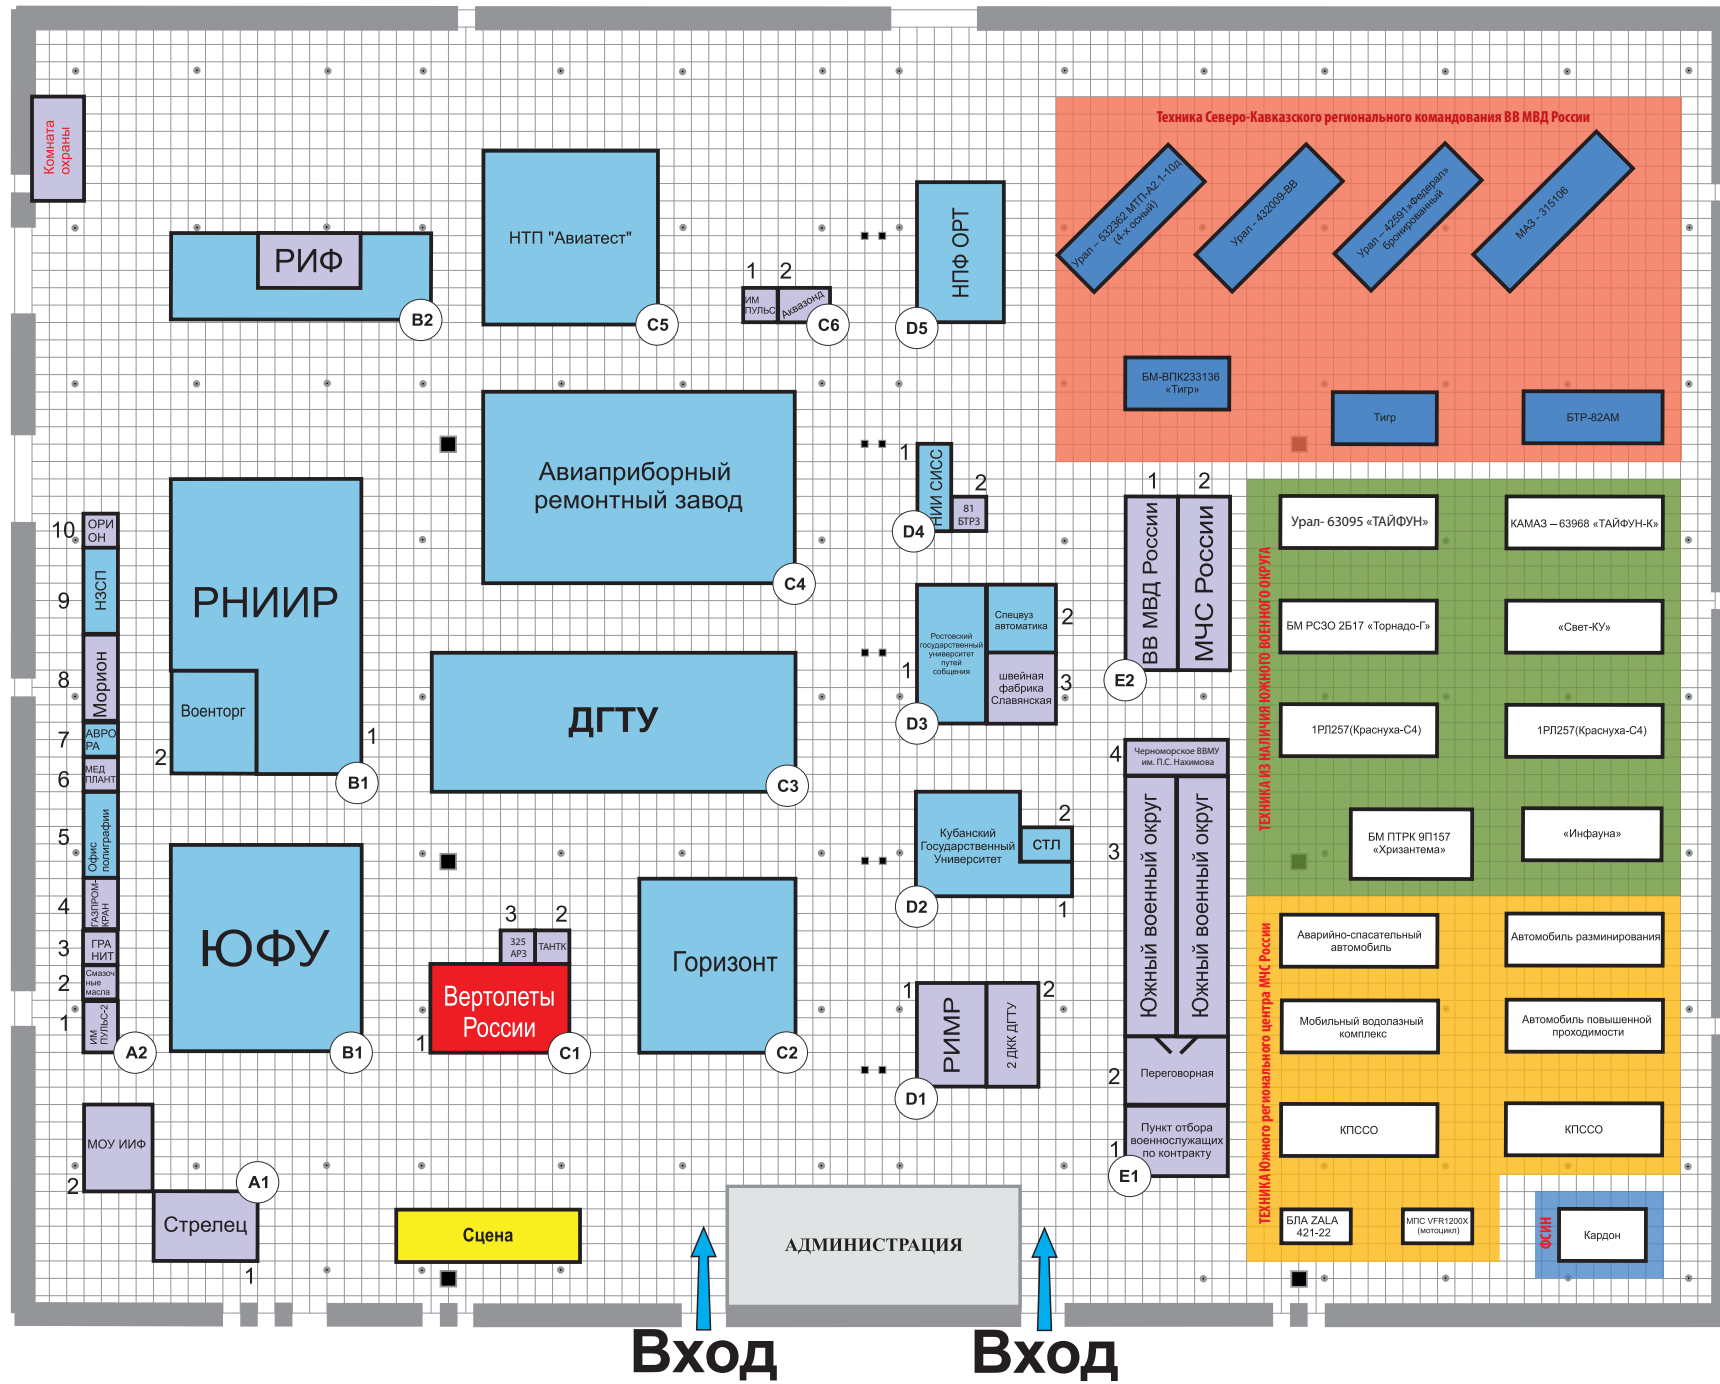 Комната
охраны
Техника Северо-Кавказского регионального командования ВВ МВД России
Урал – 532362 МТП-А2.1-10д
(4-х осный)
Урал - 432009-ВВ
Урал – 42591»Федерал»
бронированный
МАЗ - 315106
БМ-ВПК233136
«Тигр»
Тигр
БТР-82АМ
РИФ
B2
НТП "Авиатест"
C5
1
2
ИМ
ПУЛЬС
Аквазонд
C6
НПФ ОРТ
D5
Авиаприборный
ремонтный завод
C4
1
НИИ СИСС
2
81
БТРЗ
D4
10
ОРИ
ОН
9
НЗСП
8
Морион
7
АВРО
РА
6
МЕД
ПЛАНТ
5
Офис
полиграфии
4
ГАЗПРОМ-
КРАН
3
ГРА
НИТ
2
Смазоч
ные
масла
1
ИМ
ПУЛЬС-2
A2
РНИИР
Военторг
2
1
B1
ЮФУ
B1
ДГТУ
C3
Ростовский
государственный
университет
путей
собщения
1
Спецвуз
автоматика
2
швейная
фабрика
Славянская
3
D3
1
2
ВВ МВД России
МЧС России
E2
Кубанский
Государственный
Университет
СТЛ
2
1
D2
3
2
325
АРЗ
ТАНТК
Вертолеты
России
1
C1
Горизонт
C2
1
РИМР
2 ДКК ДГТУ
2
D1
4
Черноморское ВВМУ
им. П.С. Нахимова
3
Южный военный округ
Южный военный округ
2
Переговорная
1
Пункт отбора
военнослужащих
по контракту
E1
ТЕХНИКА ИЗ НАЛИЧИЯ ЮЖНОГО ВОЕННОГО ОКРУГА
Урал- 63095 «ТАЙФУН»
КАМАЗ – 63968 «ТАЙФУН-К»
БМ РСЗО 2Б17 «Торнадо-Г»
«Свет-КУ»
1РЛ257(Краснуха-С4)
1РЛ257(Краснуха-С4)
БМ ПТРК 9П157
«Хризантема»
«Инфауна»
ТЕХНИКА Южного регионального центра МЧС России
Аварийно-спасательный
автомобиль
Автомобиль разминирования
Мобильный водолазный
комплекс
Автомобиль повышенной
проходимости
КПССО
КПССО
БЛА ZALA
421-22
МПС VFR1200X
(мотоцикл)
ФСИН
Кардон
МОУ ИИФ
2
A1
Стрелец
1
Сцена
АДМИНИСТРАЦИЯ
Вход
Вход